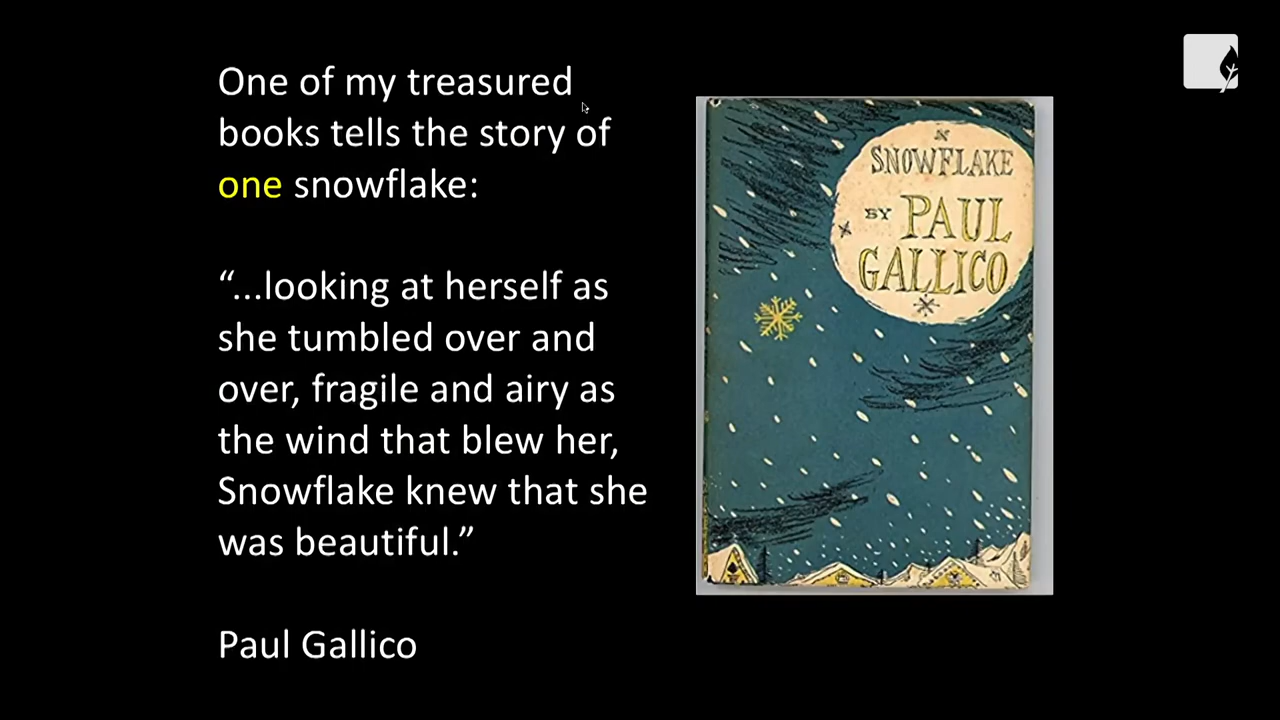 One of my treasured
books tells the story of
one snowflake:
“...looking at herself as
she tumbled over and
over, fragile and airy as
the wind that blew her,
Snowflake knew that she
was beautiful.”
Paul Gallico
SNOWFLAKE
BY PAUL
GALLICO